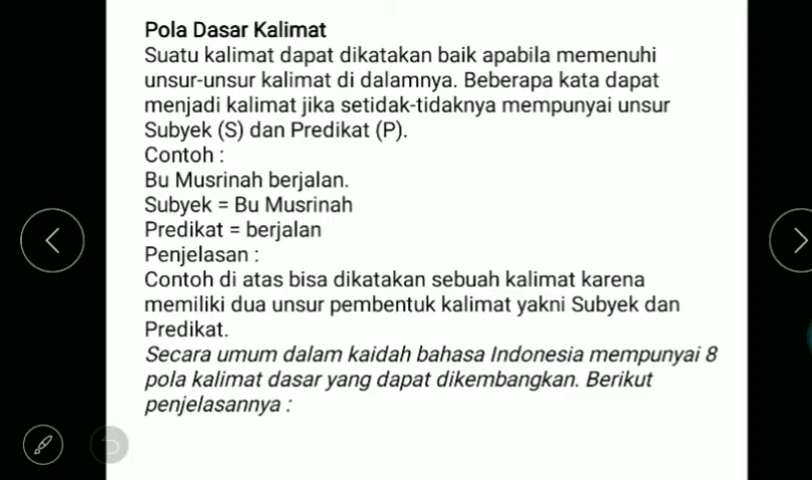 Pola Dasar Kalimat
Suatu kalimat dapat dikatakan baik apabila memenuhi
unsur-unsur kalimat di dalamnya. Beberapa kata dapat
menjadi kalimat jika setidak-tidaknya mempunyai unsur
Subyek (S) dan Predikat (P).
Contoh :
Bu Musrinah berjalan.
Subyek = Bu Musrinah
Predikat = berjalan
Penjelasan :
Contoh di atas bisa dikatakan sebuah kalimat karena
memiliki dua unsur pembentuk kalimat yakni Subyek dan
Predikat.
Secara umum dalam kaidah bahasa Indonesia mempunyai 8
pola kalimat dasar yang dapat dikembangkan. Berikut
penjelasannya :